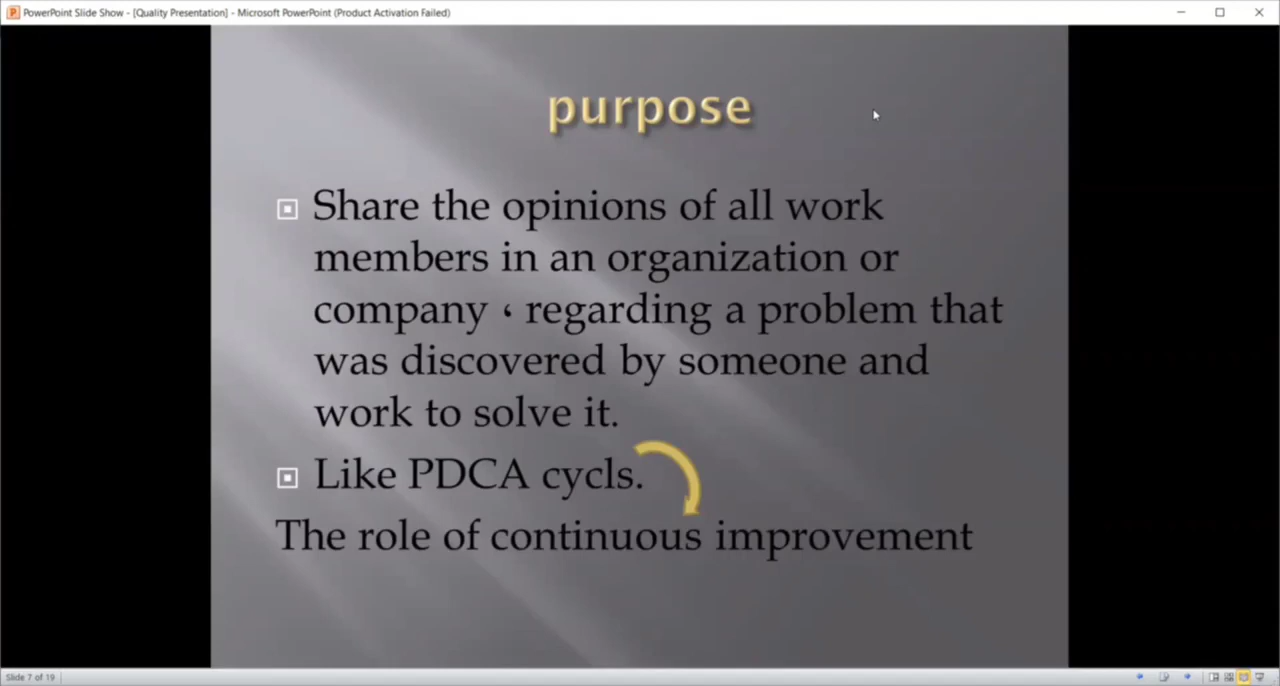 PowerPoint Slide Show - [Quality Presentation] - Microsoft PowerPoint (Product Activation Failed)
purpose
Share the opinions of all work
members in an organization or
company ، regarding a problem that
was discovered by someone and
work to solve it.
Like PDCA cycls.
The role of continuous improvement
Slide 7 of 19